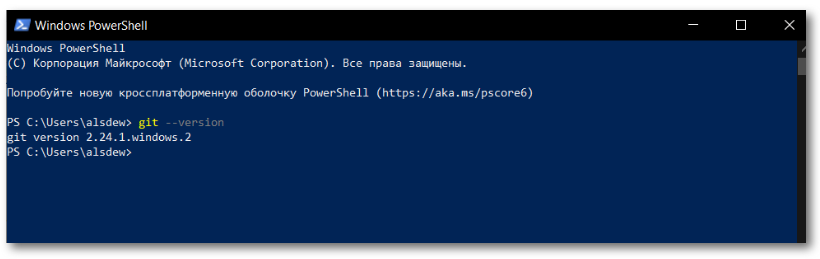 Windows PowerShell
Windows PowerShell
(C) Корпорация Майкрософт (Microsoft Corporation). Все права защищены.
Попробуйте новую кроссплатформенную оболочку PowerShell (https://aka.ms/pscore6)
PS C:\Users\alsdew> git --version
git version 2.24.1.windows.2
PS C:\Users\alsdew>